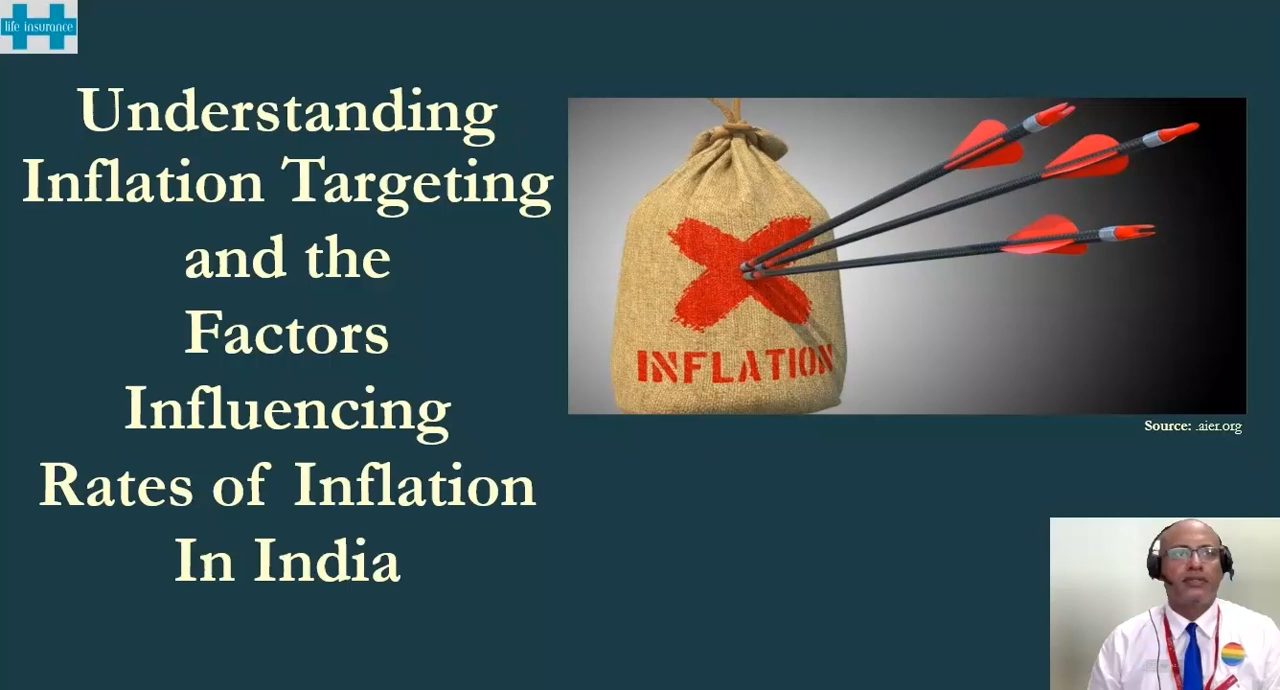 life insurance
Understanding
Inflation Targeting
and the
Factors
Influencing
Rates of Inflation
In India
INFLATION
Source: .aier.org